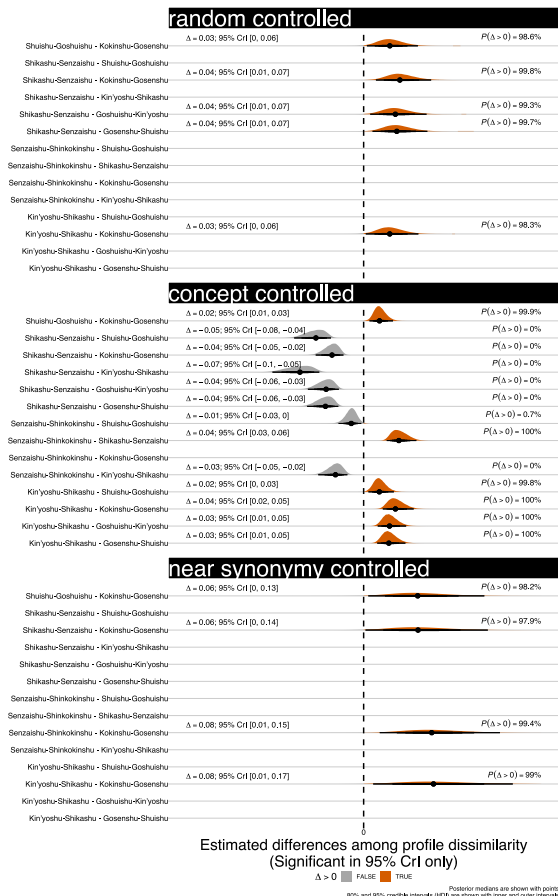 random controlled
Shuishu-Goshuishu - Kokinshu-Gosenshu Δ = 0.03; 95% CrI [0, 0.06] P(Δ > 0) = 98.6%
Shikashu-Senzaishu - Shuishu-Goshuishu
Shikashu-Senzaishu - Kokinshu-Gosenshu Δ = 0.04; 95% CrI [0.01, 0.07] P(Δ > 0) = 99.8%
Shikashu-Senzaishu - Kin'yoshu-Shikashu
Shikashu-Senzaishu - Goshuishu-Kin'yoshu Δ = 0.04; 95% CrI [0.01, 0.07] P(Δ > 0) = 99.3%
Shikashu-Senzaishu - Gosenshu-Shuishu Δ = 0.04; 95% CrI [0.01, 0.07] P(Δ > 0) = 99.7%
Senzaishu-Shinkokinshu - Shuishu-Goshuishu
Senzaishu-Shinkokinshu - Shikashu-Senzaishu
Senzaishu-Shinkokinshu - Kokinshu-Gosenshu
Senzaishu-Shinkokinshu - Kin'yoshu-Shikashu
Kin'yoshu-Shikashu - Shuishu-Goshuishu
Kin'yoshu-Shikashu - Kokinshu-Gosenshu Δ = 0.03; 95% CrI [0, 0.06] P(Δ > 0) = 98.3%
Kin'yoshu-Shikashu - Goshuishu-Kin'yoshu
Kin'yoshu-Shikashu - Gosenshu-Shuishu
concept controlled
Shuishu-Goshuishu - Kokinshu-Gosenshu Δ = 0.02; 95% CrI [0.01, 0.03] P(Δ > 0) = 99.9%
Shikashu-Senzaishu - Shuishu-Goshuishu Δ = −0.05; 95% CrI [−0.08, −0.04] P(Δ > 0) = 0%
Shikashu-Senzaishu - Kokinshu-Gosenshu Δ = −0.04; 95% CrI [−0.05, −0.02] P(Δ > 0) = 0%
Shikashu-Senzaishu - Kin'yoshu-Shikashu Δ = −0.07; 95% CrI [−0.1, −0.05] P(Δ > 0) = 0%
Shikashu-Senzaishu - Goshuishu-Kin'yoshu Δ = −0.04; 95% CrI [−0.06, −0.03] P(Δ > 0) = 0%
Shikashu-Senzaishu - Gosenshu-Shuishu Δ = −0.04; 95% CrI [−0.06, −0.03] P(Δ > 0) = 0%
Senzaishu-Shinkokinshu - Shuishu-Goshuishu Δ = −0.01; 95% CrI [−0.03, 0] P(Δ > 0) = 0.7%
Senzaishu-Shinkokinshu - Shikashu-Senzaishu Δ = 0.04; 95% CrI [0.03, 0.06] P(Δ > 0) = 100%
Senzaishu-Shinkokinshu - Kokinshu-Gosenshu
Senzaishu-Shinkokinshu - Kin'yoshu-Shikashu Δ = −0.03; 95% CrI [−0.05, −0.02] P(Δ > 0) = 0%
Kin'yoshu-Shikashu - Shuishu-Goshuishu Δ = 0.02; 95% CrI [0, 0.03] P(Δ > 0) = 99.8%
Kin'yoshu-Shikashu - Kokinshu-Gosenshu Δ = 0.04; 95% CrI [0.02, 0.05] P(Δ > 0) = 100%
Kin'yoshu-Shikashu - Goshuishu-Kin'yoshu Δ = 0.03; 95% CrI [0.01, 0.05] P(Δ > 0) = 100%
Kin'yoshu-Shikashu - Gosenshu-Shuishu Δ = 0.03; 95% CrI [0.01, 0.05] P(Δ > 0) = 100%
near synonymy controlled
Shuishu-Goshuishu - Kokinshu-Gosenshu Δ = 0.06; 95% CrI [0, 0.13] P(Δ > 0) = 98.2%
Shikashu-Senzaishu - Shuishu-Goshuishu
Shikashu-Senzaishu - Kokinshu-Gosenshu Δ = 0.06; 95% CrI [0, 0.14] P(Δ > 0) = 97.9%
Shikashu-Senzaishu - Kin'yoshu-Shikashu
Shikashu-Senzaishu - Goshuishu-Kin'yoshu
Shikashu-Senzaishu - Gosenshu-Shuishu
Senzaishu-Shinkokinshu - Shuishu-Goshuishu
Senzaishu-Shinkokinshu - Shikashu-Senzaishu
Senzaishu-Shinkokinshu - Kokinshu-Gosenshu Δ = 0.08; 95% CrI [0.01, 0.15] P(Δ > 0) = 99.4%
Senzaishu-Shinkokinshu - Kin'yoshu-Shikashu
Kin'yoshu-Shikashu - Shuishu-Goshuishu
Kin'yoshu-Shikashu - Kokinshu-Gosenshu Δ = 0.08; 95% CrI [0.01, 0.17] P(Δ > 0) = 99%
Kin'yoshu-Shikashu - Goshuishu-Kin'yoshu
Kin'yoshu-Shikashu - Gosenshu-Shuishu
0
Estimated differences among profile dissimilarity
(Significant in 95% CrI only)
Δ > 0 FALSE TRUE
Posterior medians are shown with points
80% and 95% credible intervals (HDI) are shown with inner and outer intervals